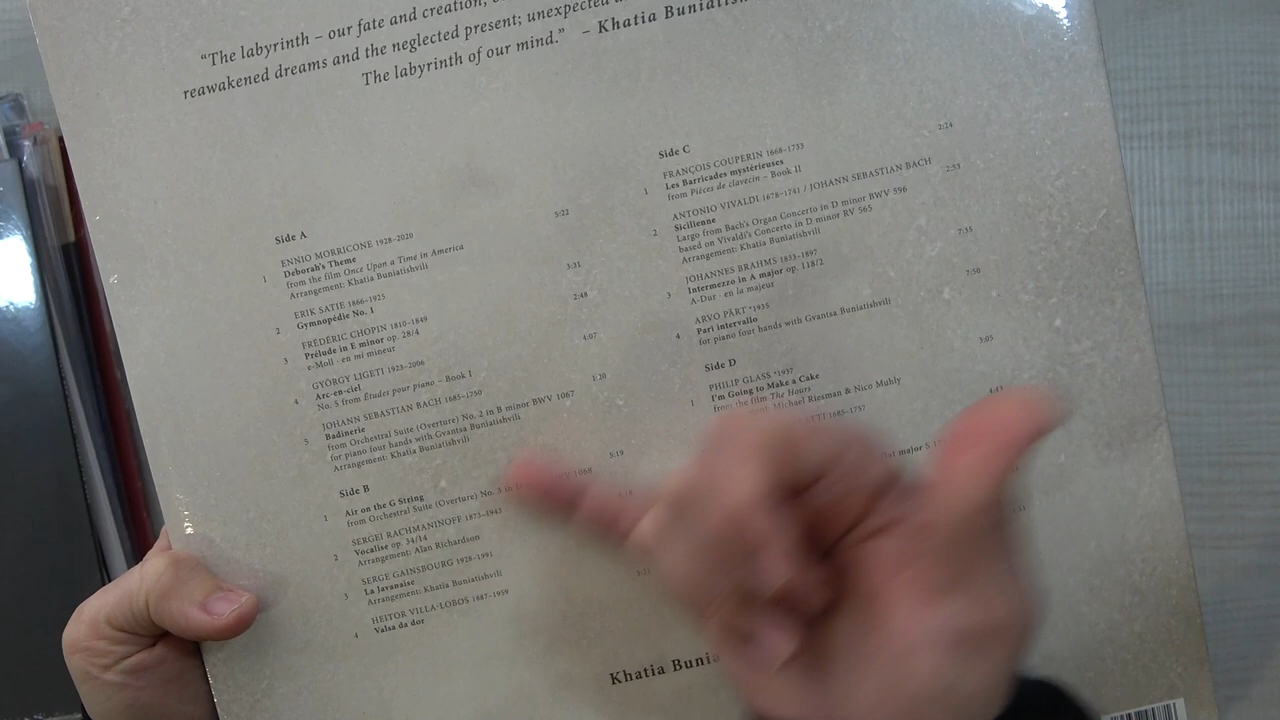 “The labyrinth – our fate and creation,
reawakened dreams and the neglected present; unexpected
The labyrinth of our mind.” – Khatia
Side A
5:22
ENNIO MORRICONE 1928–2020
1 Deborah's Theme
from the film Once Upon a Time in America
Arrangement: Khatia Buniatishvili
3:31
ERIK SATIE 1866–1925
2 Gymnopédie No. 1
2:48
FRÉDÉRIC CHOPIN 1810–1849
3 Prélude in E minor op. 28/4
e-Moll · en mi mineur
4:07
GYÖRGY LIGETI 1923–2006
4 Arc-en-ciel
No. 5 from Études pour piano – Book I
1:20
JOHANN SEBASTIAN BACH 1685–1750
5 Badinerie
from Orchestral Suite (Overture) No. 2 in B minor BWV 1067
for piano four hands with Gvantsa Buniatishvili
Arrangement: Khatia Buniatishvili
Side B
5:19
1 Air on the G String
from Orchestral Suite (Overture) No. 3 in 1068
SERGEI RACHMANINOFF 1873–1943
2 Vocalise op. 34/14
Arrangement: Alan Richardson
SERGE GAINSBOURG 1928–1991
3 La Javanaise
Arrangement: Khatia Buniatishvili
HEITOR VILLA-LOBOS 1887–1959
4 Valsa da dor
Side C
2:24
FRANÇOIS COUPERIN 1668–1733
1 Les Barricades mystérieuses
from Pièces de clavecin – Book II
2:53
ANTONIO VIVALDI 1678–1741 / JOHANN SEBASTIAN BACH
2 Sicilienne
Largo from Bach's Organ Concerto in D minor BWV 596
based on Vivaldi's Concerto in D minor RV 565
Arrangement: Khatia Buniatishvili
7:35
JOHANNES BRAHMS 1833–1897
3 Intermezzo in A major op. 118/2
A-Dur · en la majeur
7:50
ARVO PÄRT *1935
4 Pari intervallo
for piano four hands with Gvantsa Buniatishvili
Side D
3:05
PHILIP GLASS *1937
1 I'm Going to Make a Cake
from the film The Hours
Michael Riesman & Nico Muhly
1685–1757
major
Khatia